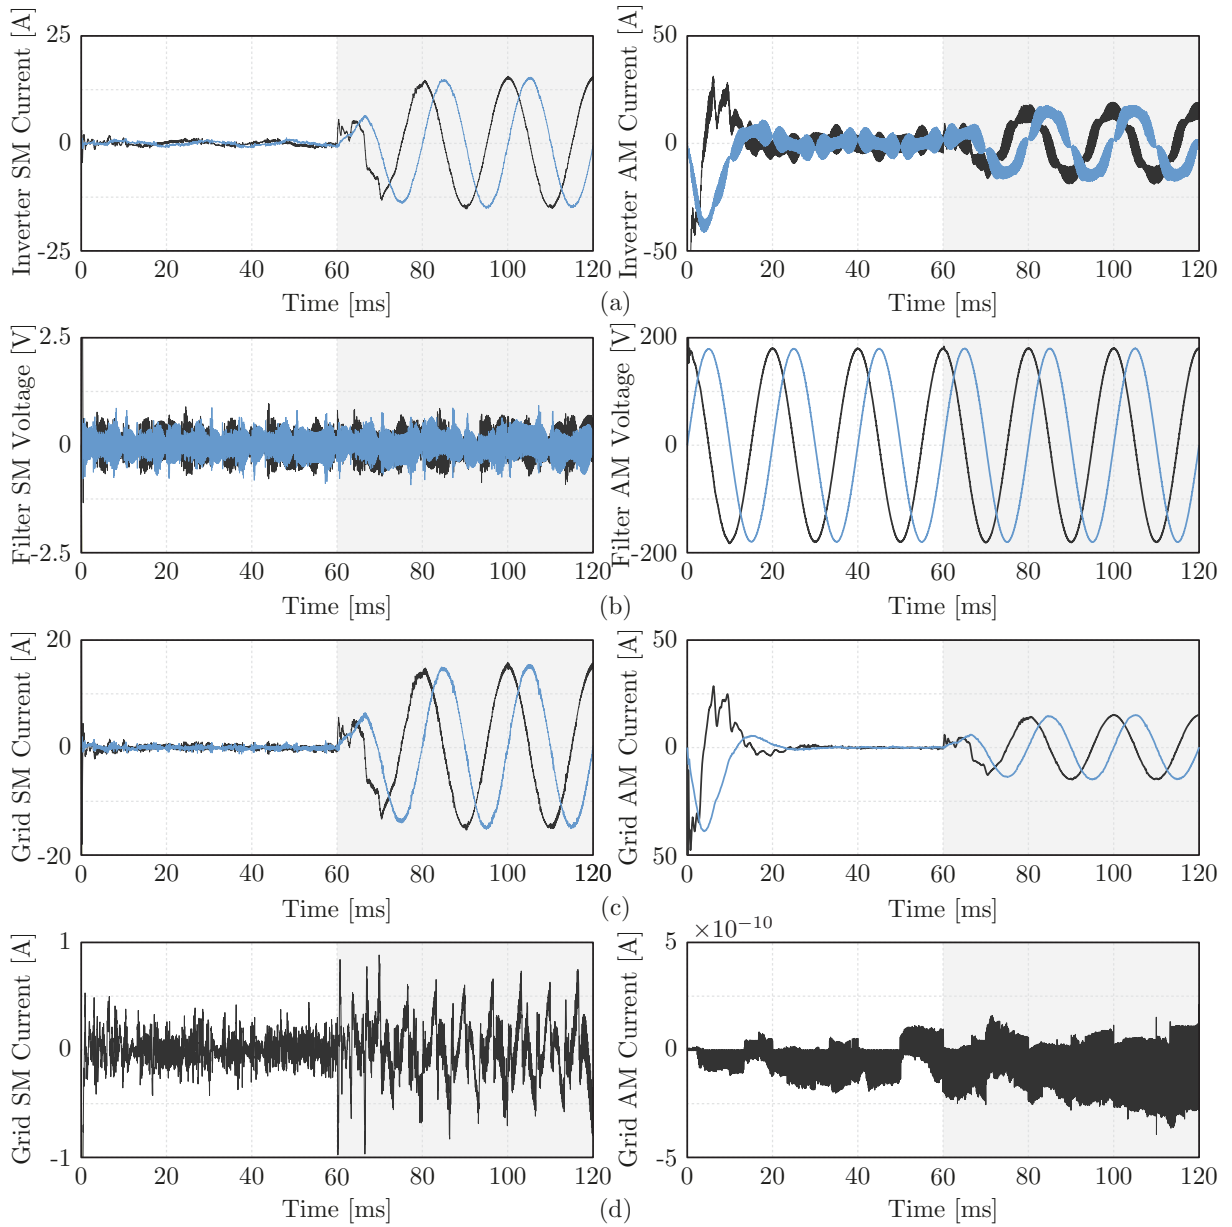 Inverter SM Current [A]
25
0
-25
0 20 40 60 80 100 120
Time [ms]
Inverter AM Current [A]
50
0
-50
0 20 40 60 80 100 120
Time [ms]
(a)
Filter SM Voltage [V]
2.5
0
-2.5
0 20 40 60 80 100 120
Time [ms]
Filter AM Voltage [V]
200
0
-200
0 20 40 60 80 100 120
Time [ms]
(b)
Grid SM Current [A]
20
0
-20
0 20 40 60 80 100 120
Time [ms]
Grid AM Current [A]
50
0
50
0 20 40 60 80 100 120
Time [ms]
(c)
Grid SM Current [A]
1
0
-1
0 20 40 60 80 100 120
Time [ms]
Grid AM Current [A]
×10⁻¹⁰
5
0
-5
0 20 40 60 80 100 120
Time [ms]
(d)